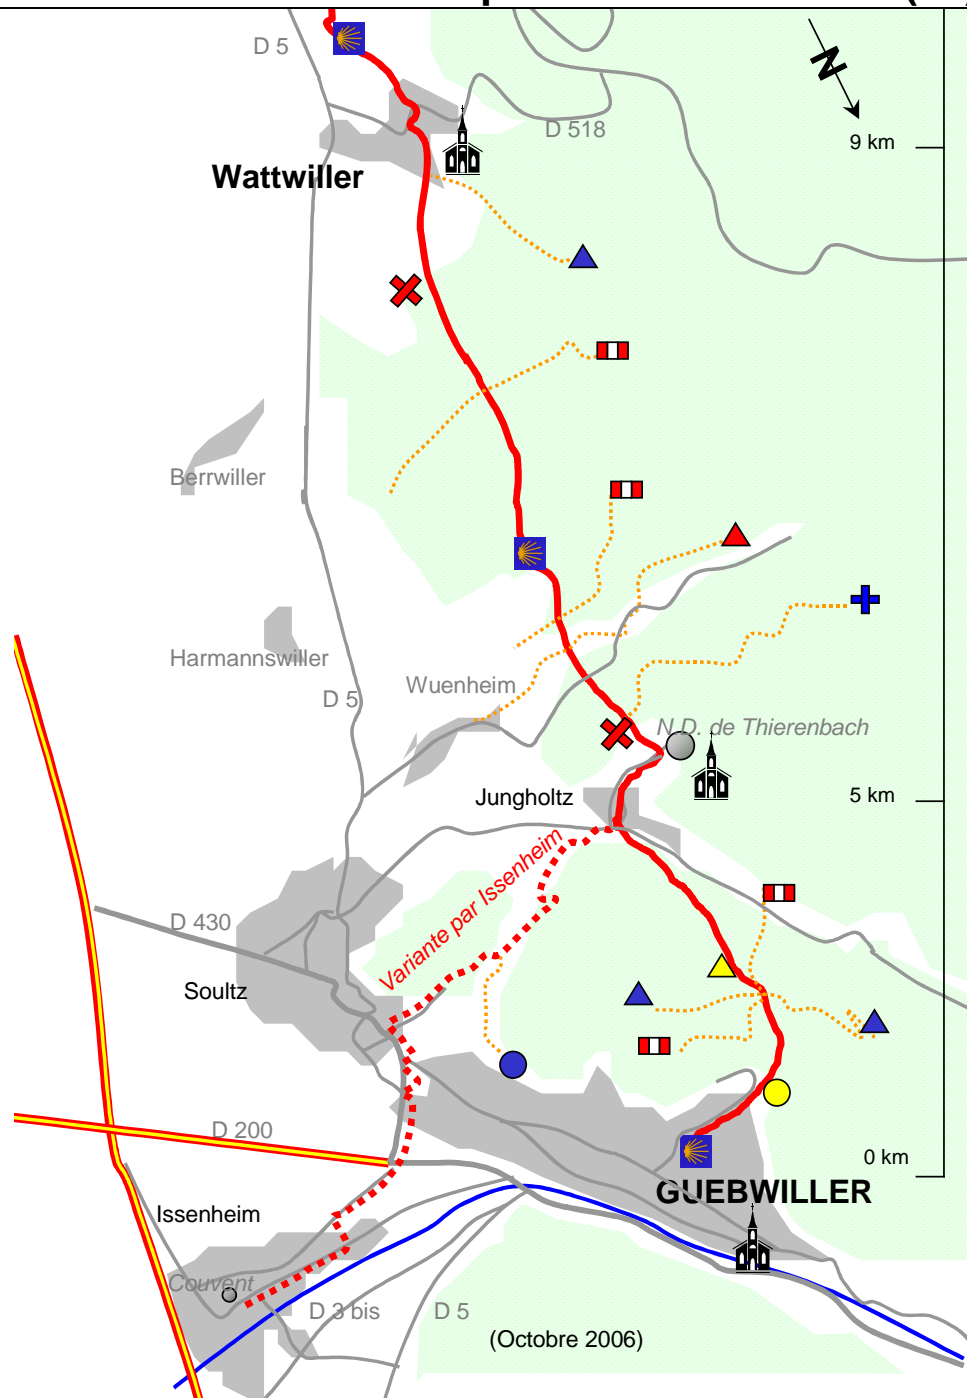 D 5
N
D 518
9 km
Wattwiller
Berrwiller
Harmannswiller
D 5
Wuenheim
N.D. de Thierenbach
Jungholtz
5 km
Variante par Issenheim
D 430
Soultz
D 200
0 km
GUEBWILLER
Issenheim
Couvent
D 3 bis
D 5
(Octobre 2006)